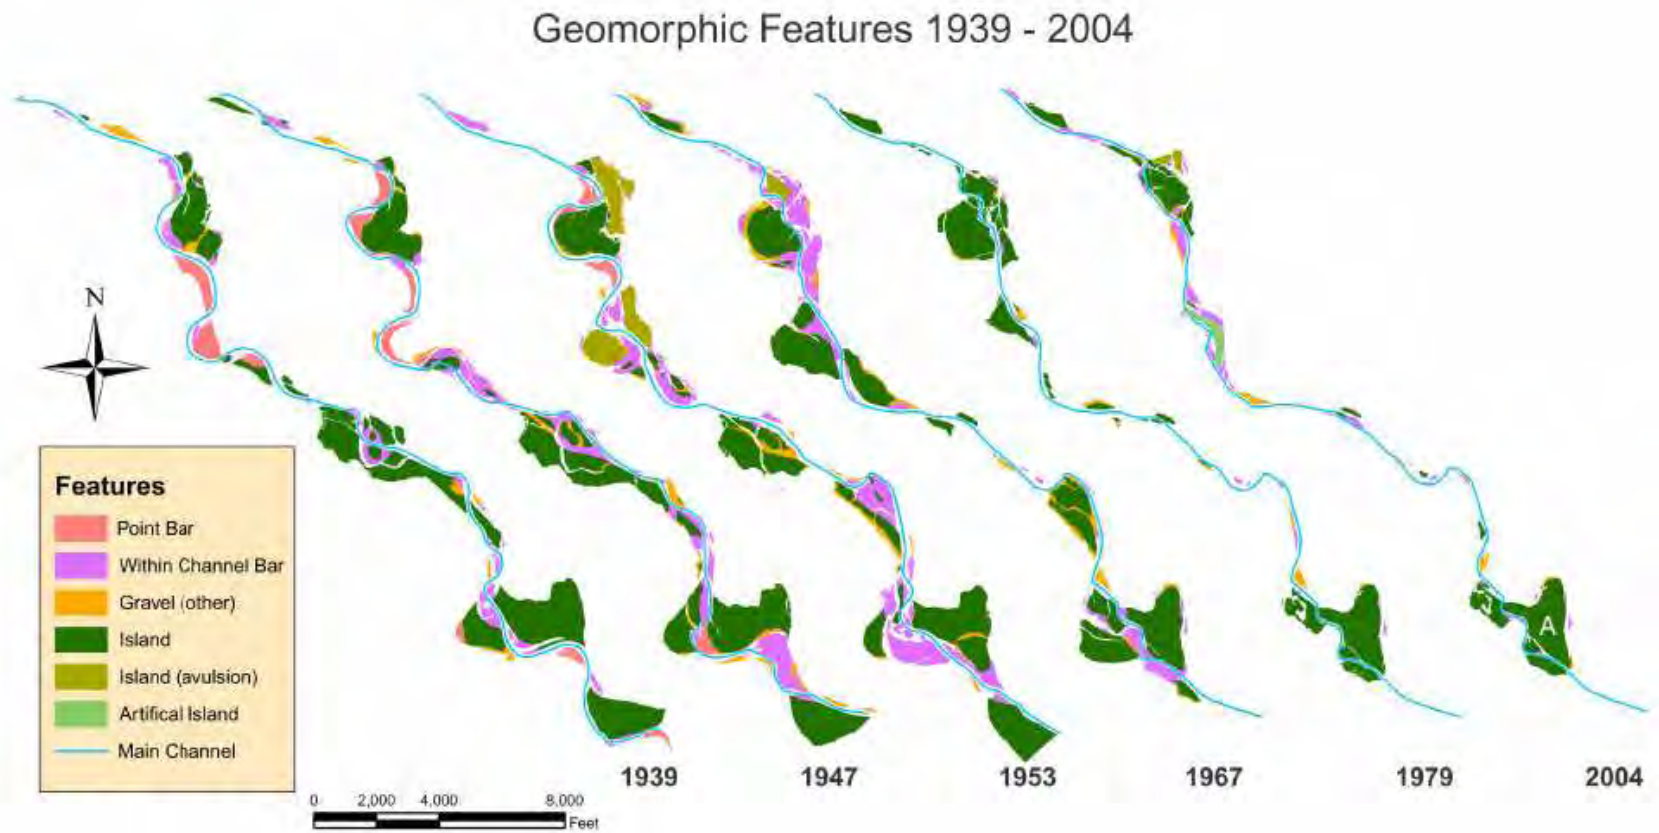 Geomorphic Features 1939 - 2004
N
Features
Point Bar
Within Channel Bar
Gravel (other)
Island
Island (avulsion)
Artifical Island
Main Channel
A
1939 1947 1953 1967 1979 2004
0 2,000 4,000 8,000
Feet